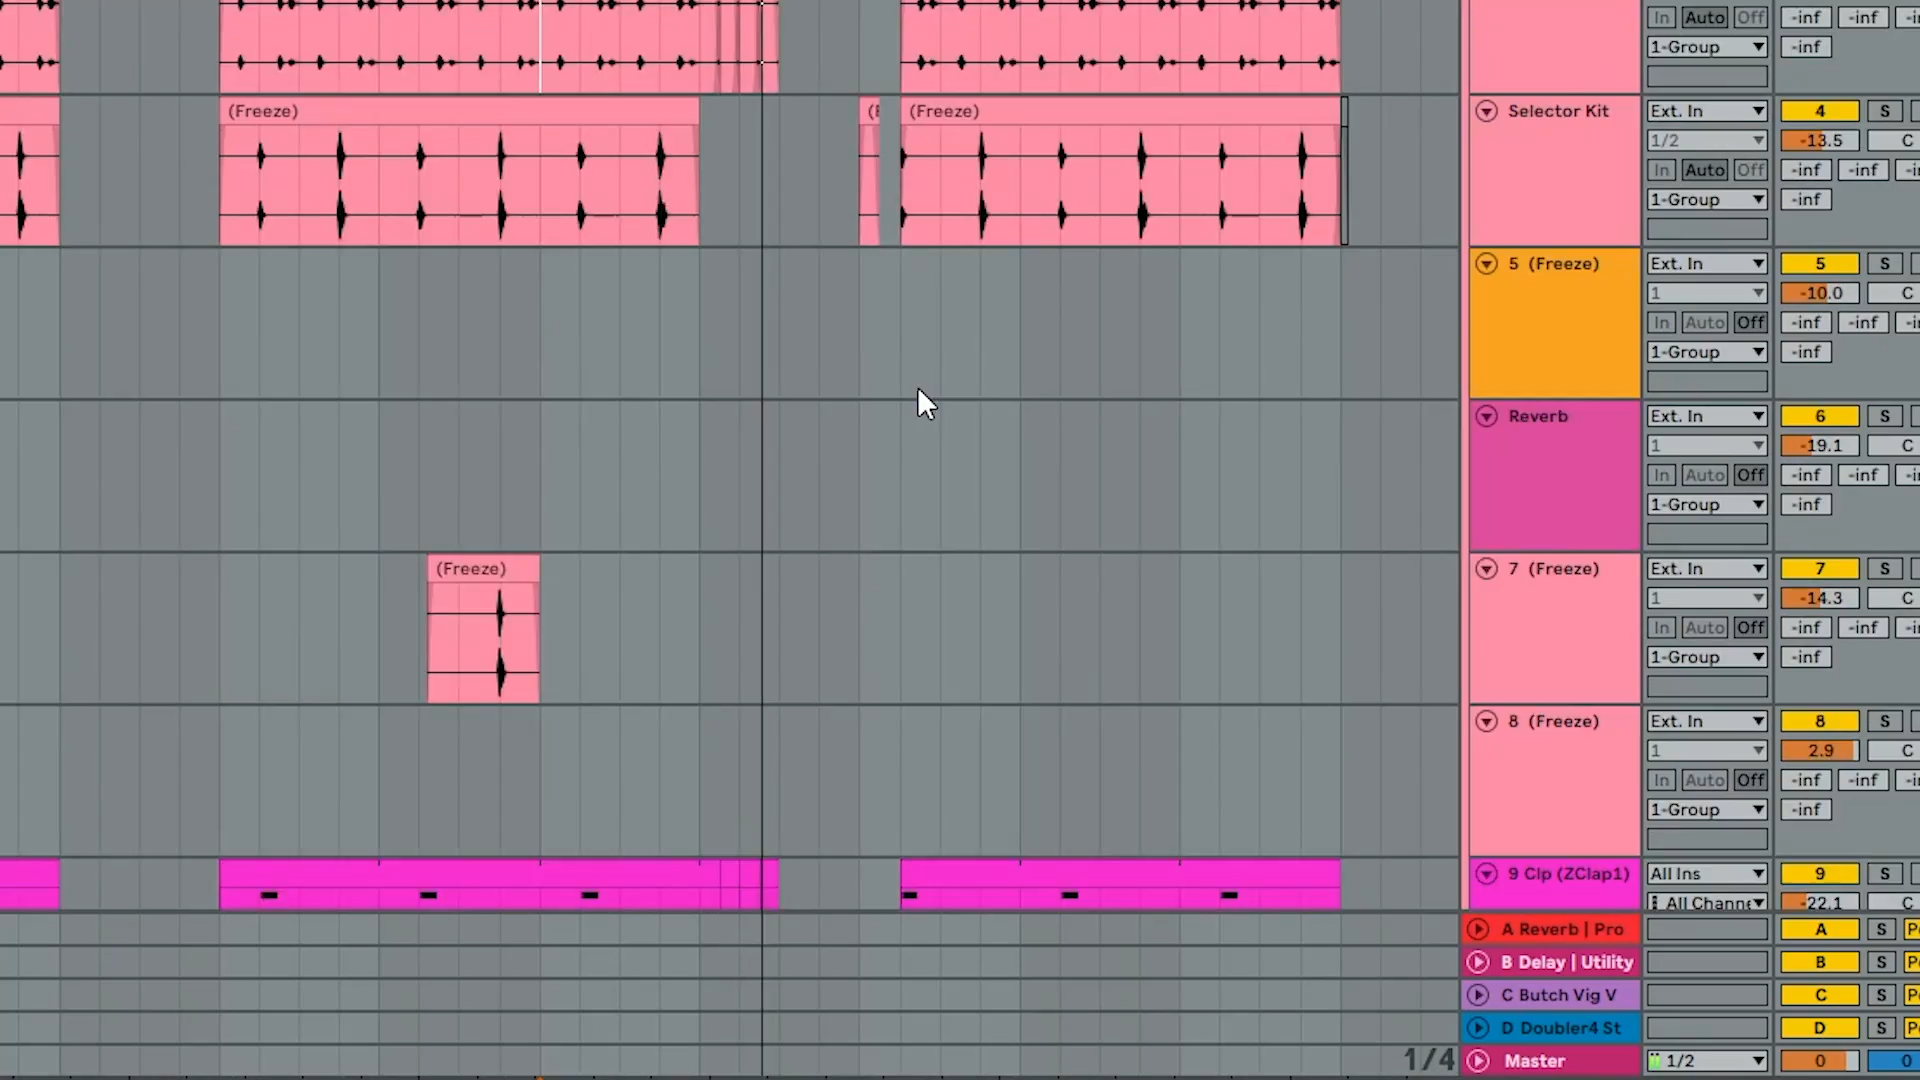 In Auto Off -inf -inf
1-Group -inf
(Freeze) (Freeze) Selector Kit Ext. In 4 S
1/2 -13.5 C
In Auto Off -inf -inf
1-Group -inf
5 (Freeze) Ext. In 5 S
1 -10.0 C
In Auto Off -inf -inf
1-Group -inf
Reverb Ext. In 6 S
1 -19.1 C
In Auto Off -inf -inf
1-Group -inf
(Freeze) 7 (Freeze) Ext. In 7 S
1 -14.3 C
In Auto Off -inf -inf
1-Group -inf
8 (Freeze) Ext. In 8 S
1 2.9 C
In Auto Off -inf -inf
1-Group -inf
9 Clp (ZClap1) All Ins 9 S
All Channe -22.1 C
A Reverb | Pro A S
B Delay | Utility B S
C Butch Vig V C S
D Doubler4 St D S
1/4 Master 1/2 0 0